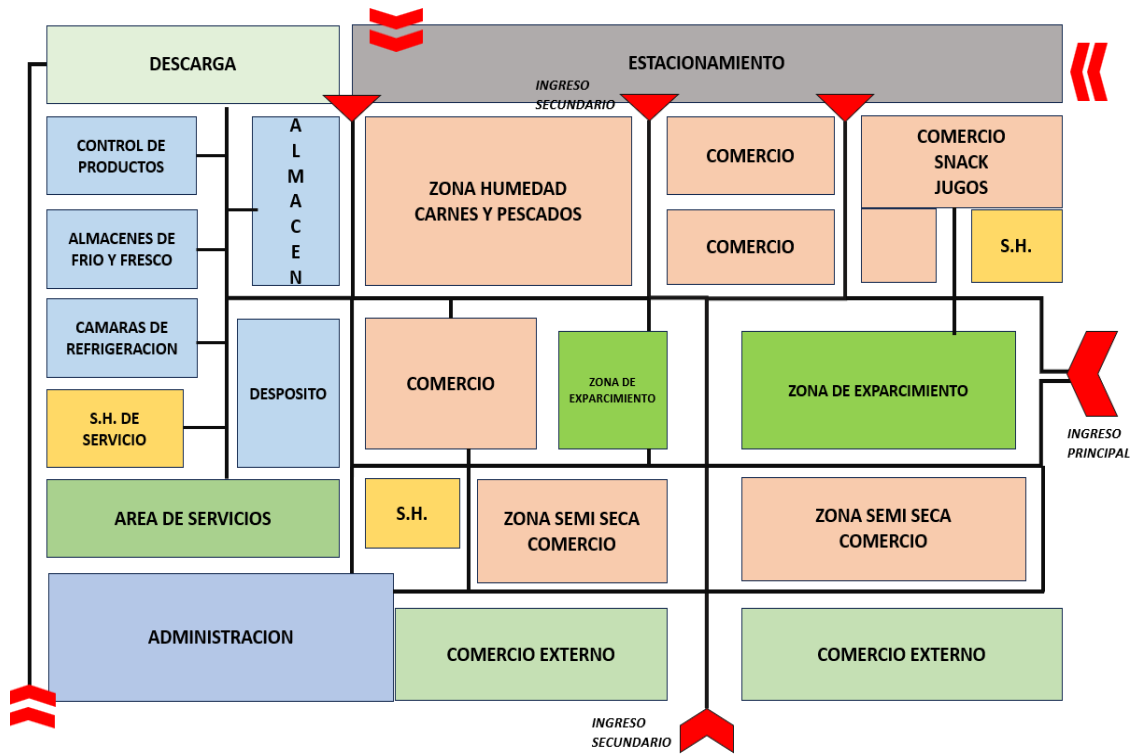 DESCARGA
ESTACIONAMIENTO
INGRESO
SECUNDARIO
CONTROL DE
PRODUCTOS
A
L
M
A
C
E
N
ZONA HUMEDAD
CARNES Y PESCADOS
COMERCIO
COMERCIO
SNACK
JUGOS
ALMACENES DE
FRIO Y FRESCO
COMERCIO
S.H.
CAMARAS DE
REFRIGERACION
DESPOSITO
COMERCIO
ZONA DE
EXPARCIMIENTO
ZONA DE EXPARCIMIENTO
INGRESO
PRINCIPAL
S.H. DE
SERVICIO
AREA DE SERVICIOS
S.H.
ZONA SEMI SECA
COMERCIO
ZONA SEMI SECA
COMERCIO
ADMINISTRACION
COMERCIO EXTERNO
COMERCIO EXTERNO
INGRESO
SECUNDARIO